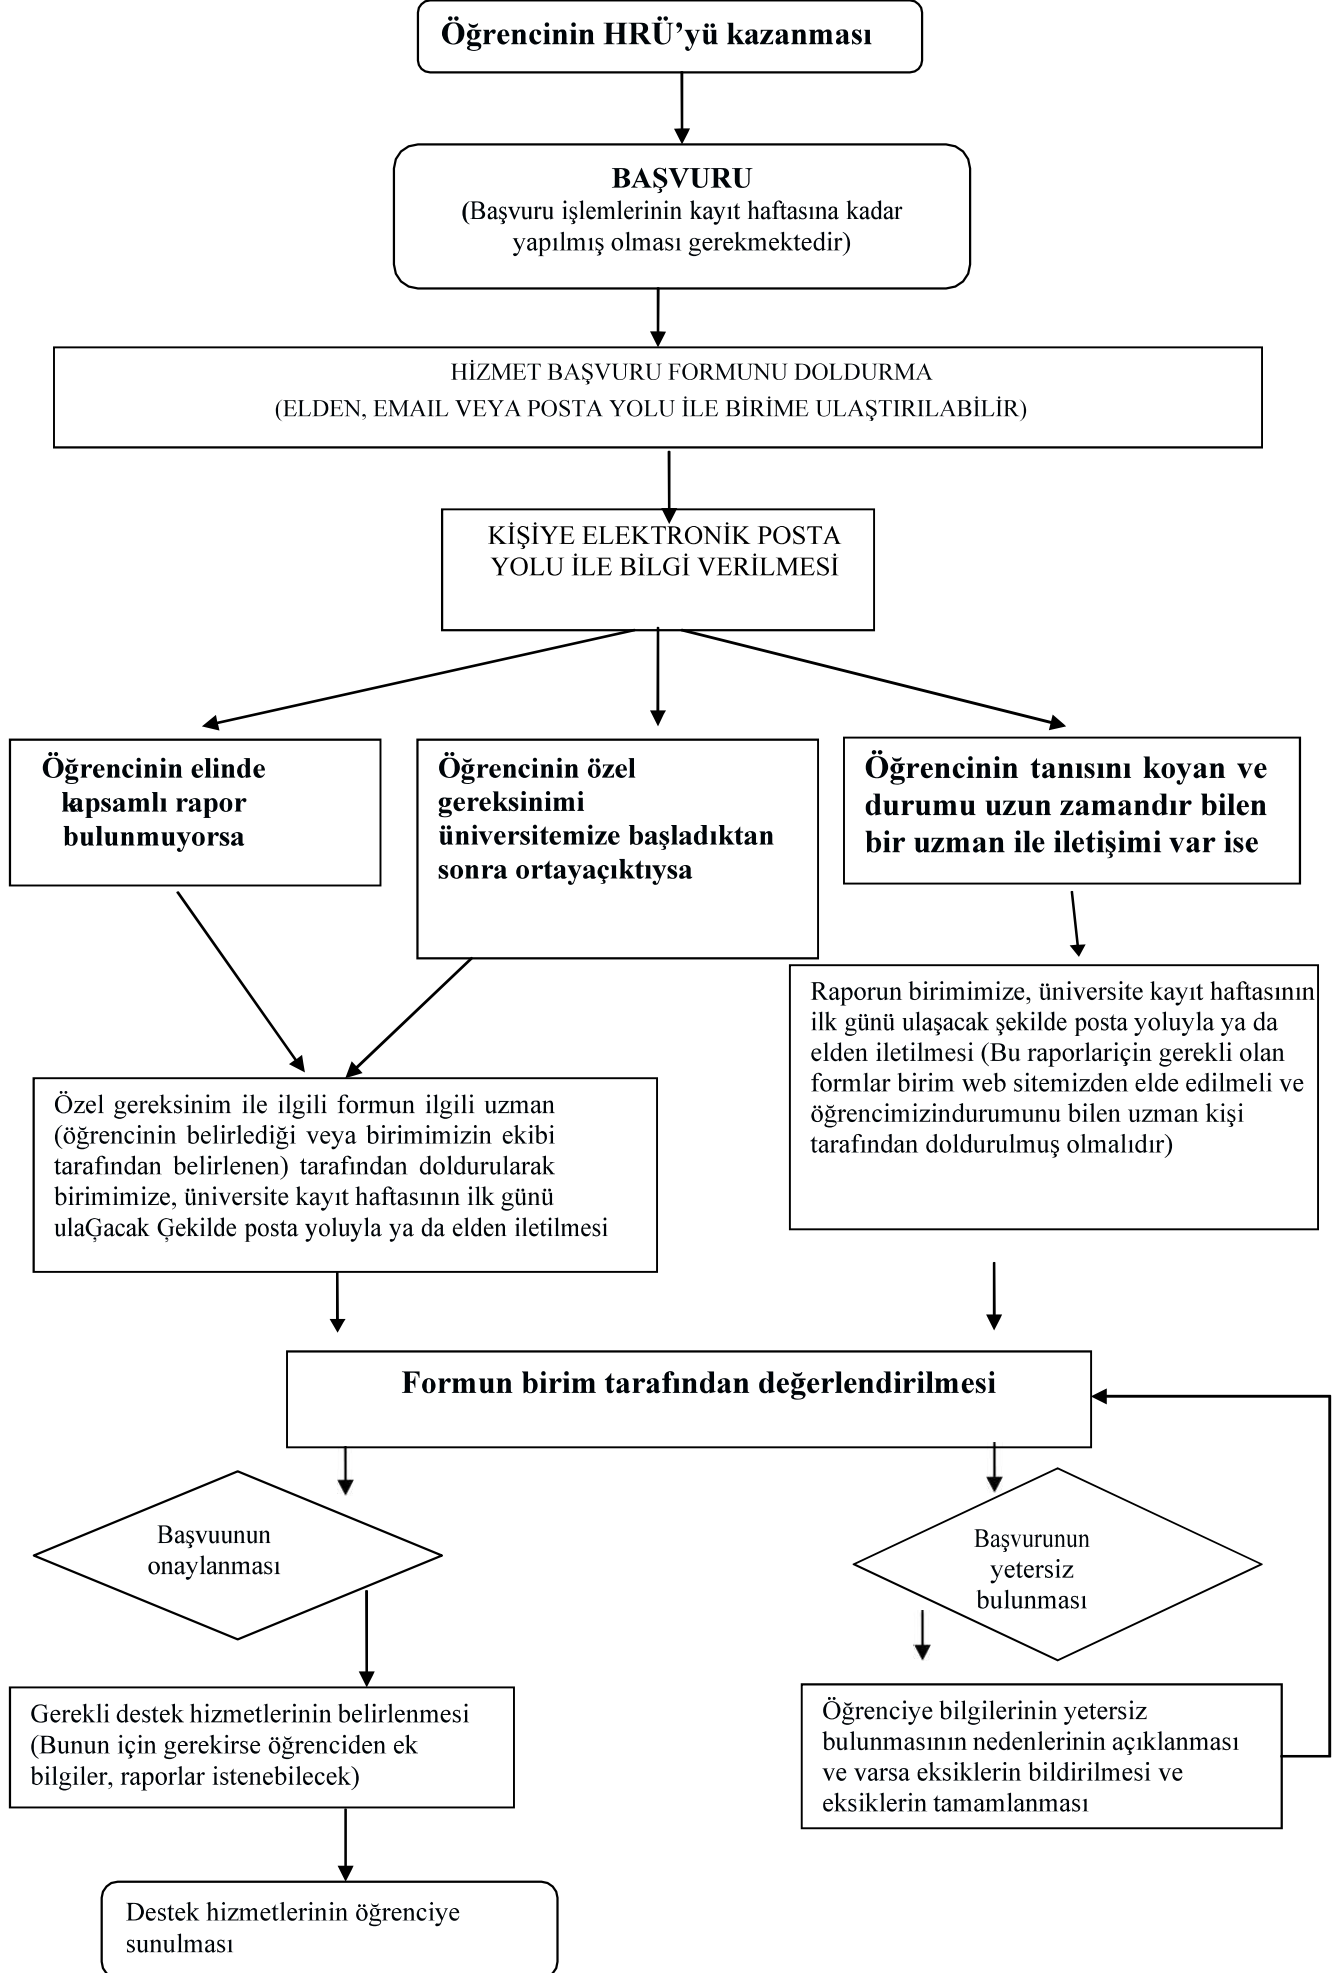 Öğrencinin HRÜ’yü kazanması
BAŞVURU
(Başvuru işlemlerinin kayıt haftasına kadar
yapılmış olması gerekmektedir)
HİZMET BAŞVURU FORMUNU DOLDURMA
(ELDEN, EMAIL VEYA POSTA YOLU İLE BİRİME ULAŞTIRILABİLİR)
KİŞİYE ELEKTRONİK POSTA
YOLU İLE BİLGİ VERİLMESİ
Öğrencinin elinde
kapsamlı rapor
bulunmuyorsa
Öğrencinin özel
gereksinimi
üniversitemize başladıktan
sonra ortayaçıktıysa
Öğrencinin tanısını koyan ve
durumu uzun zamandır bilen
bir uzman ile iletişimi var ise
Raporun birimimize, üniversite kayıt haftasının
ilk günü ulaşacak şekilde posta yoluyla ya da
elden iletilmesi (Bu raporlariçin gerekli olan
formlar birim web sitemizden elde edilmeli ve
öğrencimizindurumunu bilen uzman kişi
tarafından doldurulmuş olmalıdır)
Özel gereksinim ile ilgili formun ilgili uzman
(öğrencinin belirlediği veya birimimizin ekibi
tarafından belirlenen) tarafından doldurularak
birimimize, üniversite kayıt haftasının ilk günü
ulaĢacak Ģekilde posta yoluyla ya da elden iletilmesi
Formun birim tarafından değerlendirilmesi
Başvuunun
onaylanması
Başvurunun
yetersiz
bulunması
Gerekli destek hizmetlerinin belirlenmesi
(Bunun için gerekirse öğrenciden ek
bilgiler, raporlar istenebilecek)
Öğrenciye bilgilerinin yetersiz
bulunmasının nedenlerinin açıklanması
ve varsa eksiklerin bildirilmesi ve
eksiklerin tamamlanması
Destek hizmetlerinin öğrenciye
sunulması